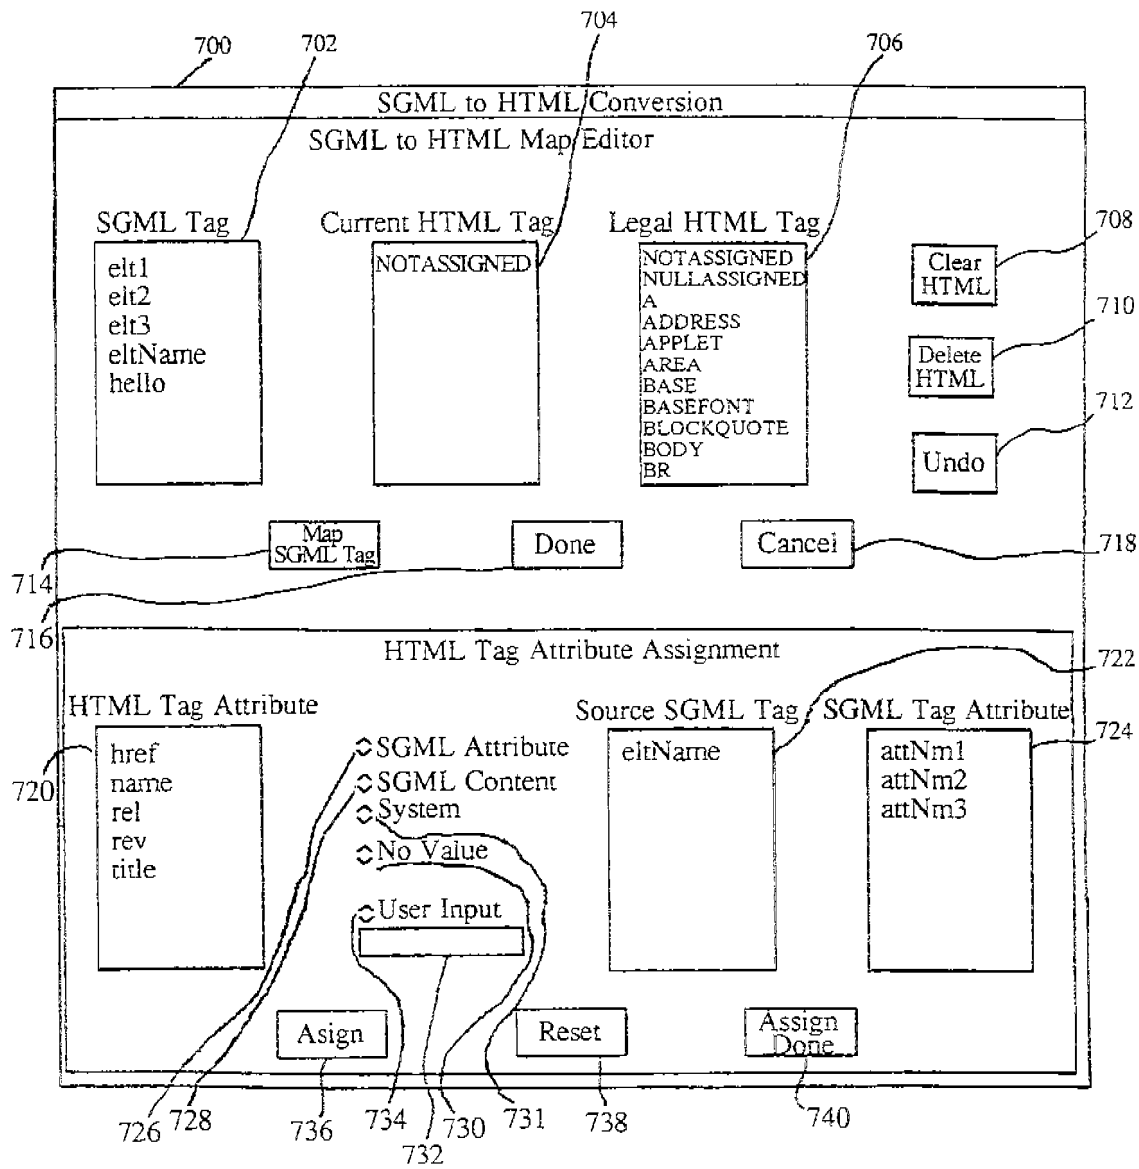 704
702
700
706
SGML to HTML Conversion
SGML to HTML Map Editor
SGML Tag
Current HTML Tag
Legal HTML Tag
708
elt1
elt2
elt3
eltName
hello
NOTASSIGNED
NOTASSIGNED
NULLASSIGNED
A
ADDRESS
APPLET
AREA
BASE
BASEFONT
BLOCKQUOTE
BODY
BR
Clear
HTML
710
Delete
HTML
712
Undo
Map
SGML Tag
Done
Cancel
718
714
716
HTML Tag Attribute Assignment
722
HTML Tag Attribute
Source SGML Tag
SGML Tag Attribute
724
720
href
name
rel
rev
title
SGML Attribute
SGML Content
System
No Value
User Input
eltName
attNm1
attNm2
attNm3
Asign
Reset
Assign
Done
726
728
736
734
732
730
731
738
740